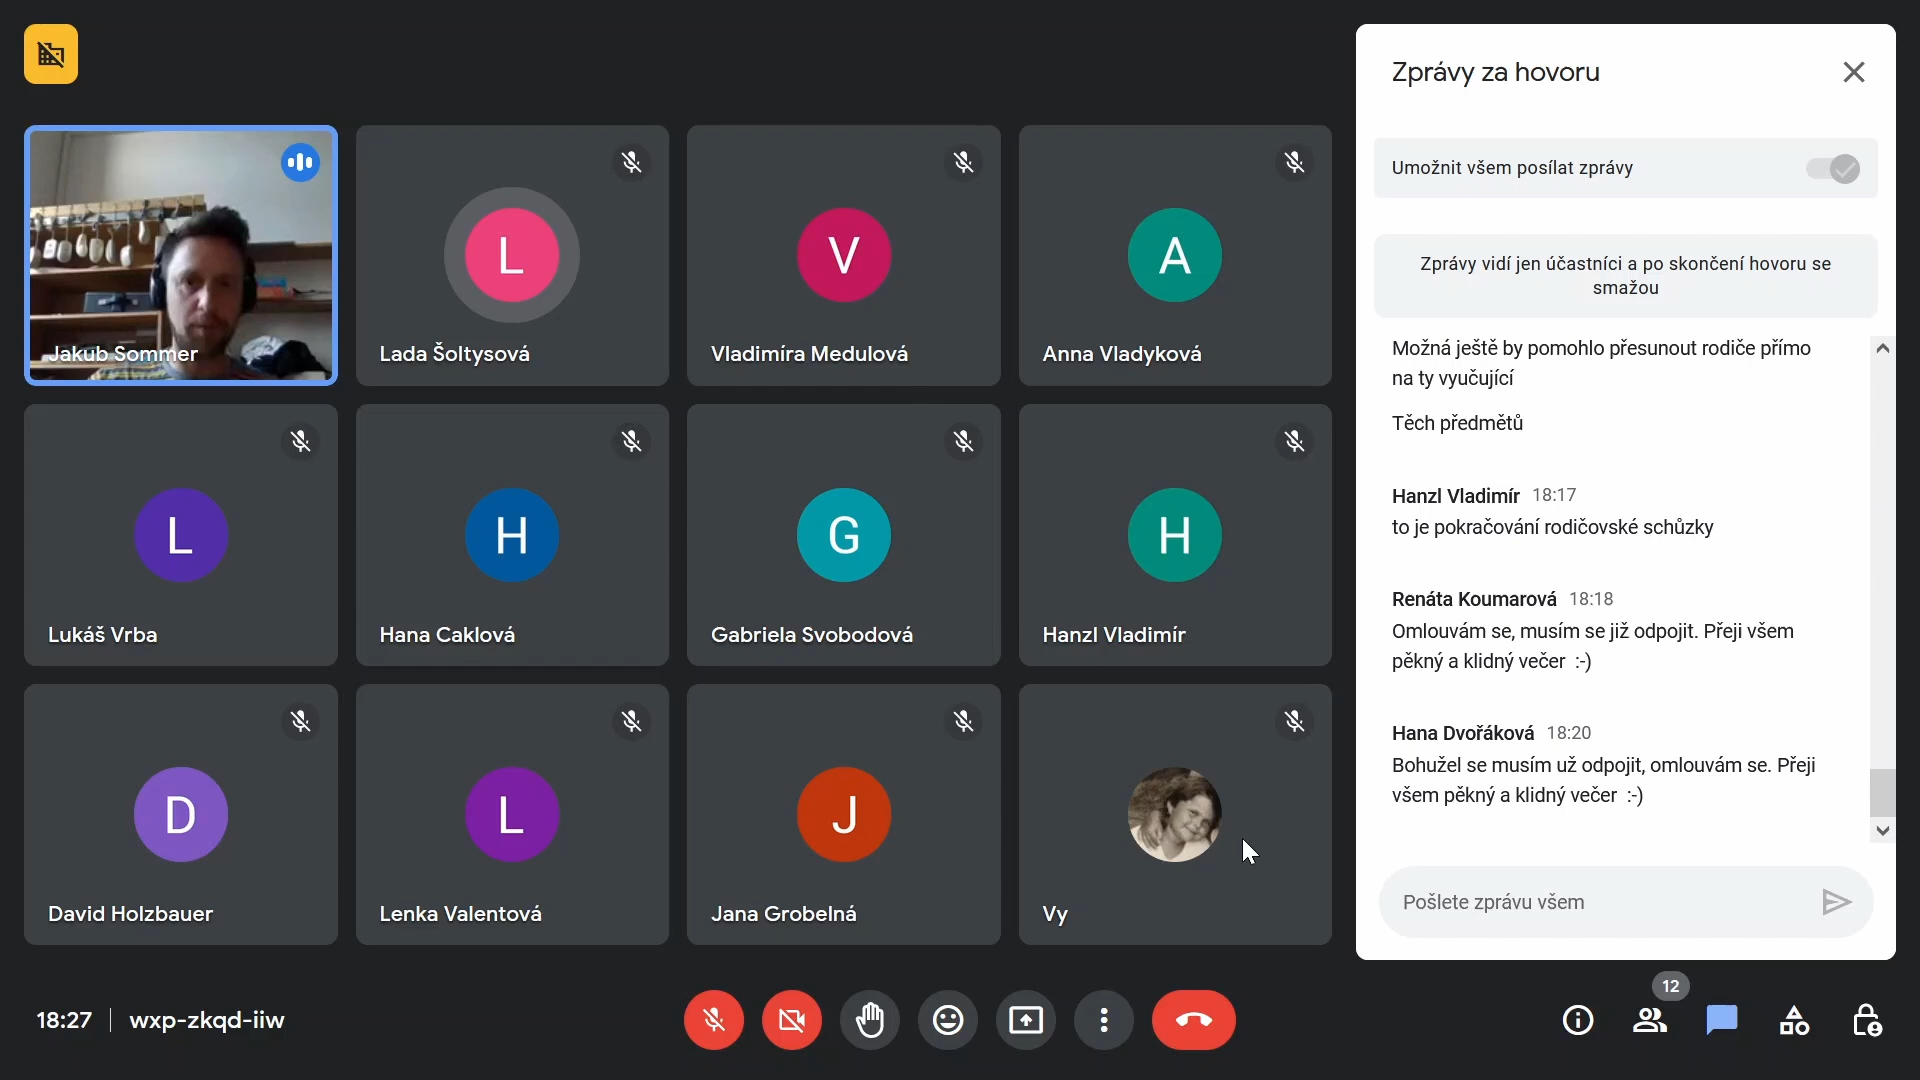 Zprávy za hovoru
Umožnit všem posílat zprávy
Zprávy vidí jen účastníci a po skončení hovoru se
smažou
Možná ještě by pomohlo přesunout rodiče přímo
na ty vyučující
Těch předmětů
Hanzl Vladimír 18:17
to je pokračování rodičovské schůzky
Renáta Koumarová 18:18
Omlouvám se, musím se již odpojit. Přeji všem
pěkný a klidný večer :-)
Hana Dvořáková 18:20
Bohužel se musím už odpojit, omlouvám se. Přeji
všem pěkný a klidný večer :-)
Pošlete zprávu všem
L
V
A
Jakub Sommer
Lada Šoltysová
Vladimíra Medulová
Anna Vladyková
L
H
G
H
Lukáš Vrba
Hana Caklová
Gabriela Svobodová
Hanzl Vladimír
D
L
J
David Holzbauer
Lenka Valentová
Jana Grobelná
Vy
18:27
wxp-zkqd-iiw
12